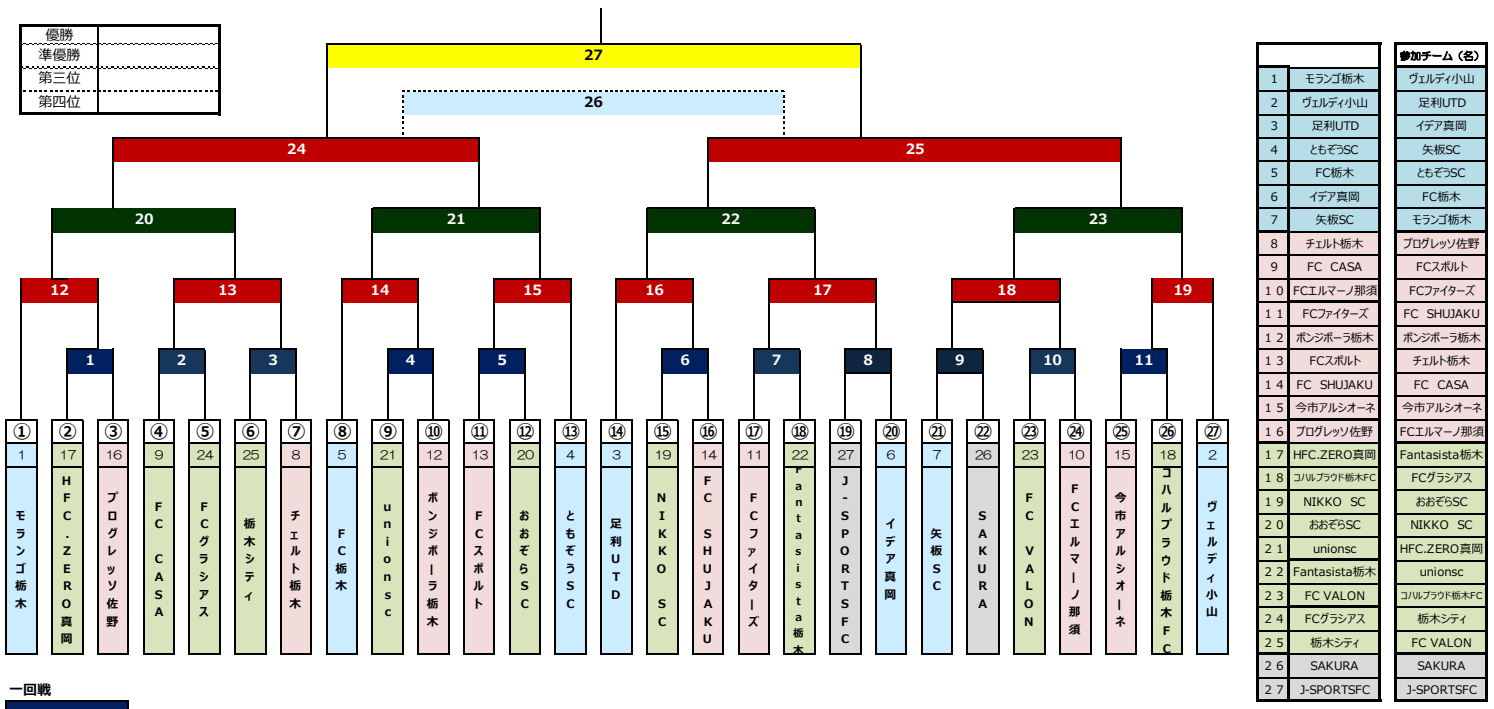 優勝
準優勝
第三位
第四位
27
26
24
25
20
21
22
23
12
13
14
15
16
17
18
19
1
2
3
4
5
6
7
8
9
10
11
① ② ③ ④ ⑤ ⑥ ⑦ ⑧ ⑨ ⑩ ⑪ ⑫ ⑬ ⑭ ⑮ ⑯ ⑰ ⑱ ⑲ ⑳ ㉑ ㉒ ㉓ ㉔ ㉕ ㉖ ㉗
1 17 16 9 24 25 8 5 21 12 13 20 4 3 19 14 11 22 27 6 7 26 23 10 15 18 2
モランゴ栃木
HFC.ZERO真岡
プログレッソ佐野
FC CASA
FCグラシアス
栃木シティ
チェルト栃木
FC栃木
unionsc
ボンジボーラ栃木
FCスポルト
おおぞらSC
ともぞうSC
足利UTD
NIKKO SC
FC SHUJAKU
FCファイターズ
Fantasista栃木
J-SPORTSFC
イデア真岡
矢板SC
SAKURA
FC VALON
FCエルマーノ那須
今市アルシオーネ
コハルプラウド栃木FC
ヴェルディ小山
一回戦
参加チーム（名）
1 モランゴ栃木 ヴェルディ小山
2 ヴェルディ小山 足利UTD
3 足利UTD イデア真岡
4 ともぞうSC 矢板SC
5 FC栃木 ともぞうSC
6 イデア真岡 FC栃木
7 矢板SC モランゴ栃木
8 チェルト栃木 プログレッソ佐野
9 FC CASA FCスポルト
10 FCエルマーノ那須 FCファイターズ
11 FCファイターズ FC SHUJAKU
12 ボンジボーラ栃木 ボンジボーラ栃木
13 FCスポルト チェルト栃木
14 FC SHUJAKU FC CASA
15 今市アルシオーネ 今市アルシオーネ
16 プログレッソ佐野 FCエルマーノ那須
17 HFC.ZERO真岡 Fantasista栃木
18 コハルプラウド栃木FC FCグラシアス
19 NIKKO SC おおぞらSC
20 おおぞらSC NIKKO SC
21 unionsc HFC.ZERO真岡
22 Fantasista栃木 unionsc
23 FC VALON コハルプラウド栃木FC
24 FCグラシアス 栃木シティ
25 栃木シティ FC VALON
26 SAKURA SAKURA
27 J-SPORTSFC J-SPORTSFC